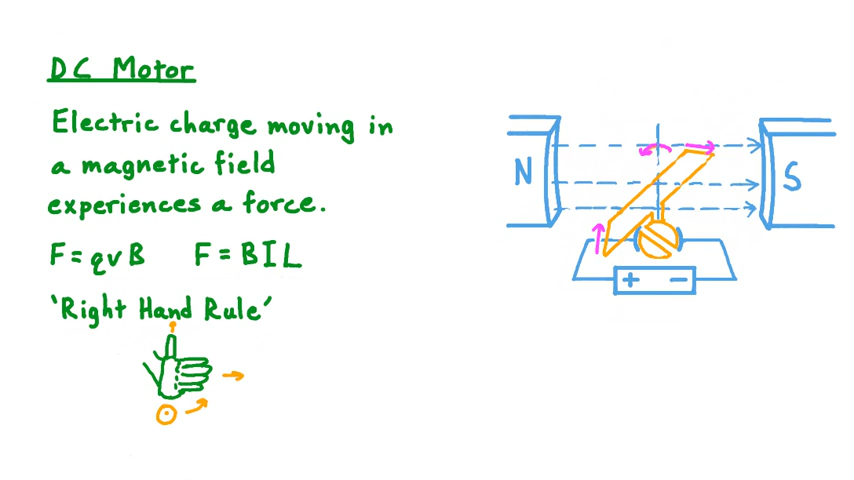 DC Motor
Electric charge moving in
a magnetic field
experiences a force.
F = qvB F = BIL
'Right Hand Rule'
N
S
+ -